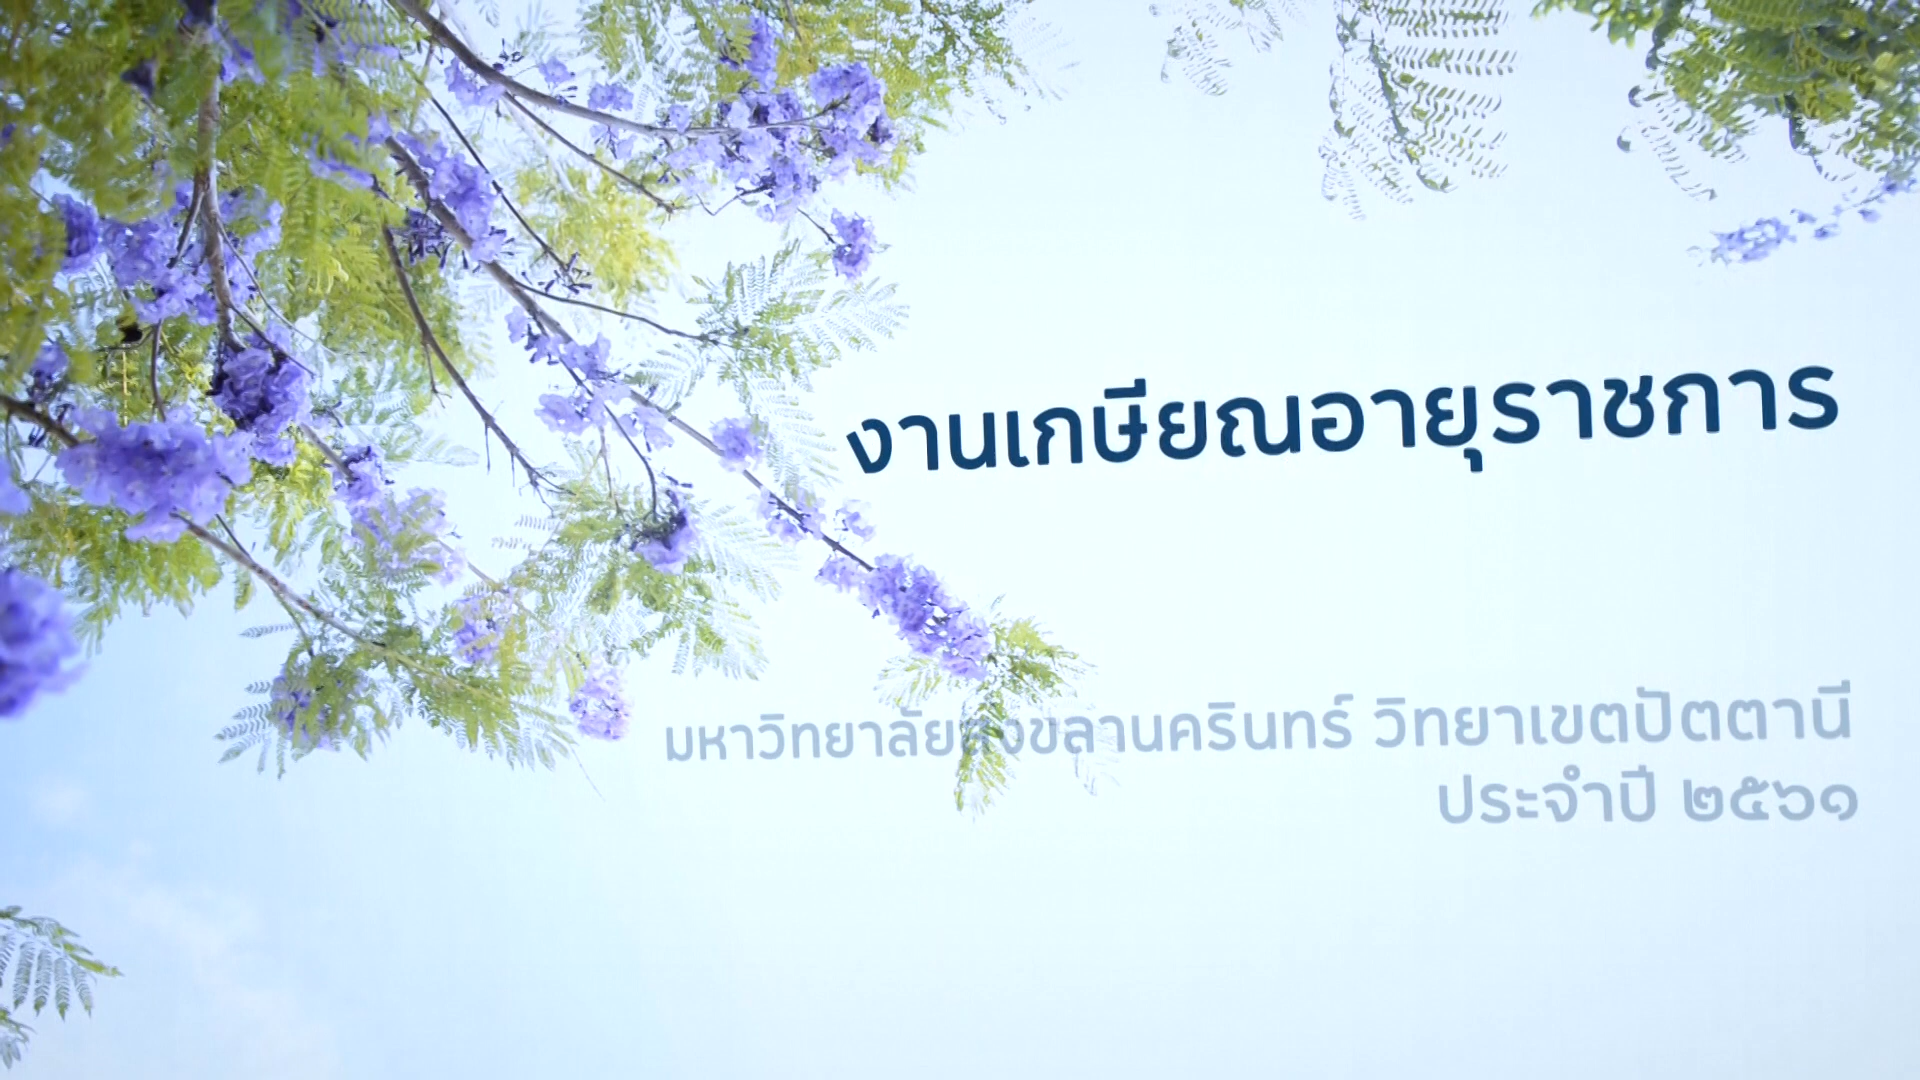 งานเกษียณอายุราชการ
มหาวิทยาลัยสงขลานครินทร์ วิทยาเขตปัตตานี
ประจำปี ๒๕๖๑